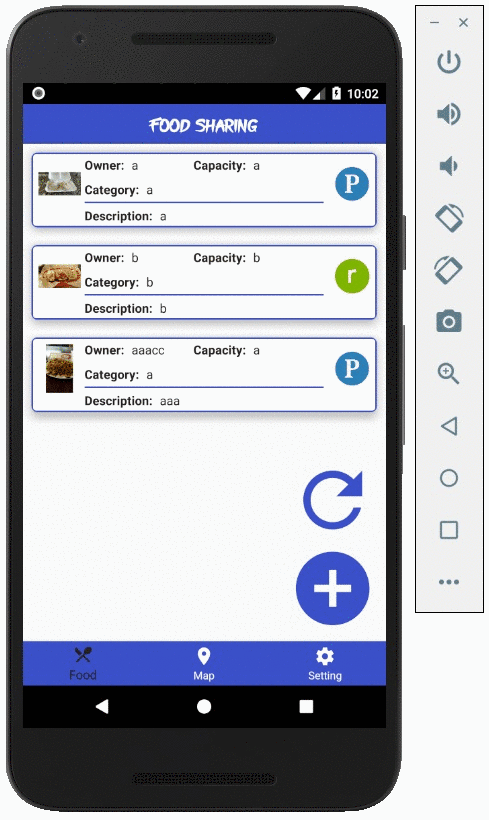 10:02
FOOD SHARING
Owner: a Capacity: a
Category: a
P
Description: a
Owner: b Capacity: b
Category: b
r
Description: b
Owner: aaacc Capacity: a
Category: a
P
Description: aaa
Food Map Setting